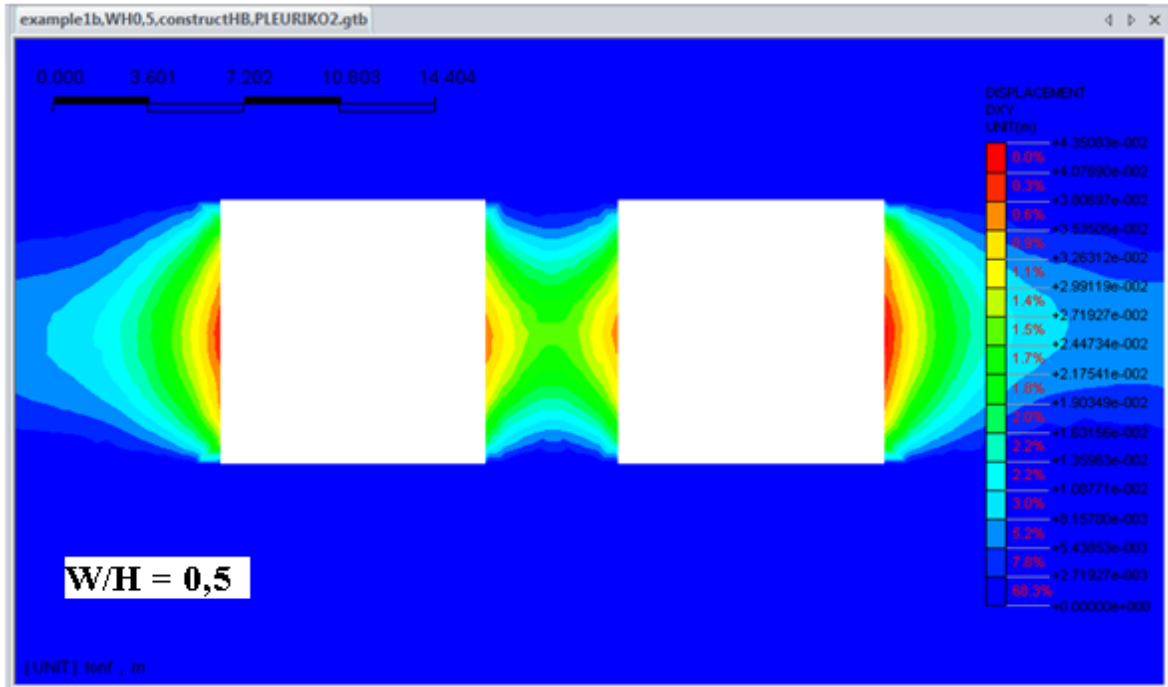 example1b,WH0,5,constructHB,PLEURIKO2.gtb
0.000 3.601 7.202 10.803 14.404
DISPLACEMENT
DXY
UNIT(m)
+4.35083e-002
0.0%
+4.07890e-002
0.3%
+3.80697e-002
0.6%
+3.53505e-002
0.9%
+3.26312e-002
1.1%
+2.99119e-002
1.4%
+2.71927e-002
1.5%
+2.44734e-002
1.7%
+2.17541e-002
1.8%
+1.90349e-002
2.0%
+1.63156e-002
2.2%
+1.35963e-002
2.2%
+1.08771e-002
3.0%
+8.15780e-003
5.2%
+5.43853e-003
7.8%
+2.71927e-003
68.3%
+0.00000e+000
W/H = 0,5
[UNIT] tonf , m